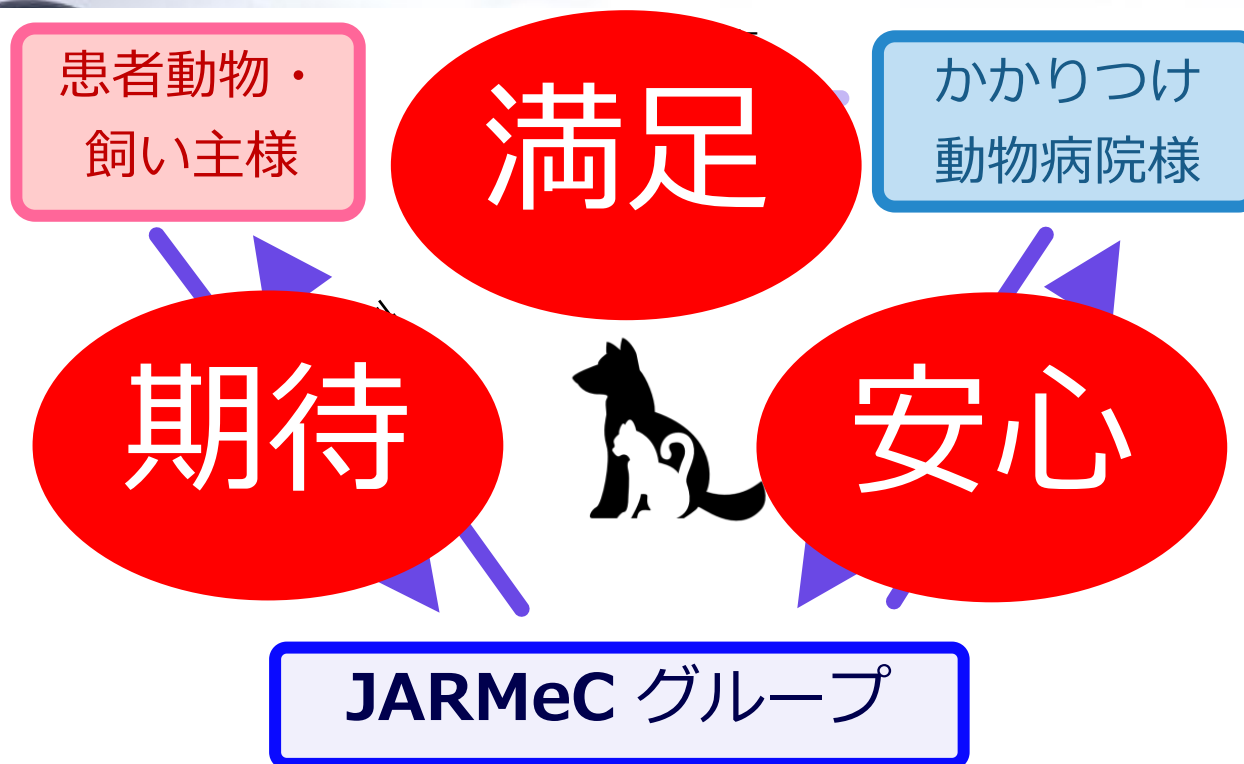 患者動物・
飼い主様
満足
かかりつけ
動物病院様
期待
安心
JARMeC グループ